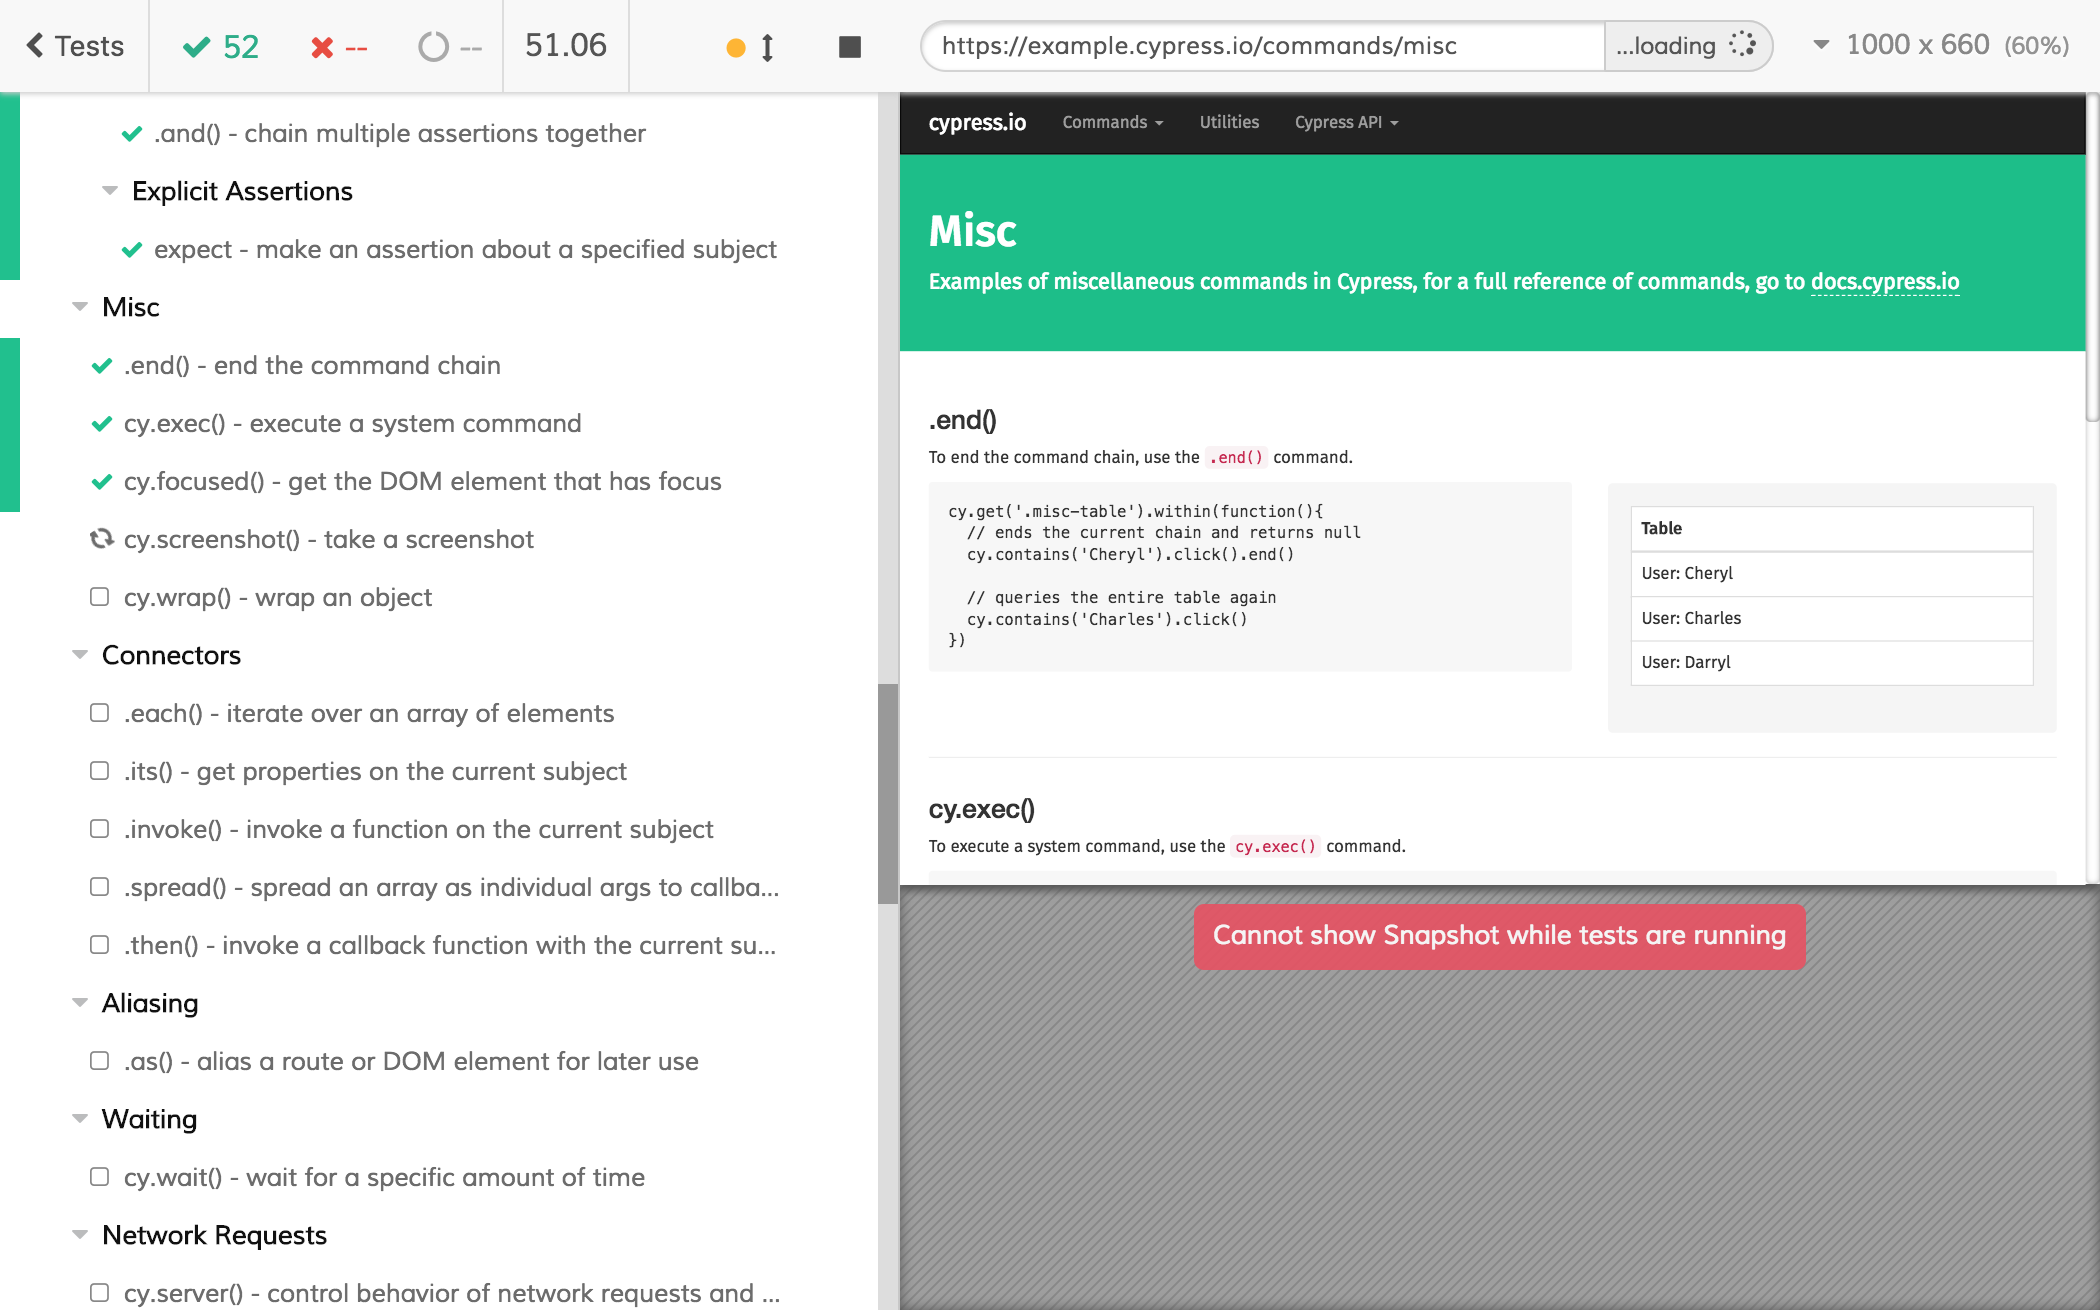 Tests
52
--
--
51.06
https://example.cypress.io/commands/misc
...loading
1000 x 660 (60%)
.and() - chain multiple assertions together
Explicit Assertions
expect - make an assertion about a specified subject
Misc
.end() - end the command chain
cy.exec() - execute a system command
cy.focused() - get the DOM element that has focus
cy.screenshot() - take a screenshot
cy.wrap() - wrap an object
Connectors
.each() - iterate over an array of elements
.its() - get properties on the current subject
.invoke() - invoke a function on the current subject
.spread() - spread an array as individual args to callba...
.then() - invoke a callback function with the current su...
Aliasing
.as() - alias a route or DOM element for later use
Waiting
cy.wait() - wait for a specific amount of time
Network Requests
cy.server() - control behavior of network requests and ...
cypress.io
Commands
Utilities
Cypress API
Misc
Examples of miscellaneous commands in Cypress, for a full reference of commands, go to docs.cypress.io
.end()
To end the command chain, use the .end() command.
cy.get('.misc-table').within(function(){
// ends the current chain and returns null
cy.contains('Cheryl').click().end()
// queries the entire table again
cy.contains('Charles').click()
})
Table
User: Cheryl
User: Charles
User: Darryl
cy.exec()
To execute a system command, use the cy.exec() command.
Cannot show Snapshot while tests are running